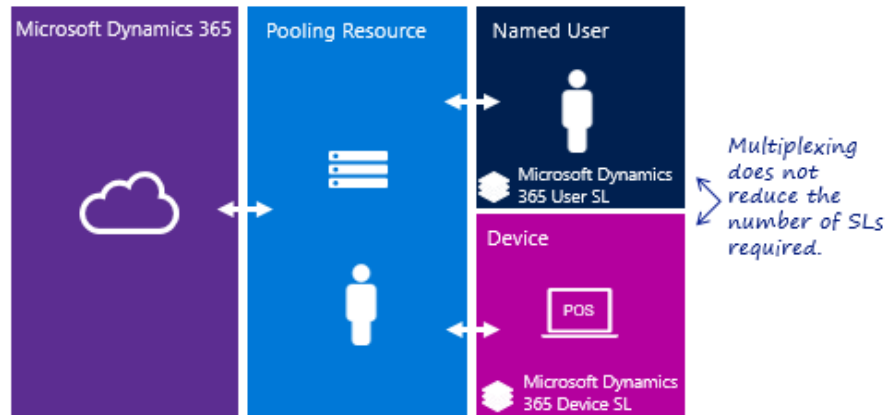 Microsoft Dynamics 365
Pooling Resource
Named User
Microsoft Dynamics
365 User SL
Device
POS
Microsoft Dynamics
365 Device SL
Multiplexing
does not
reduce the
number of SLs
required.